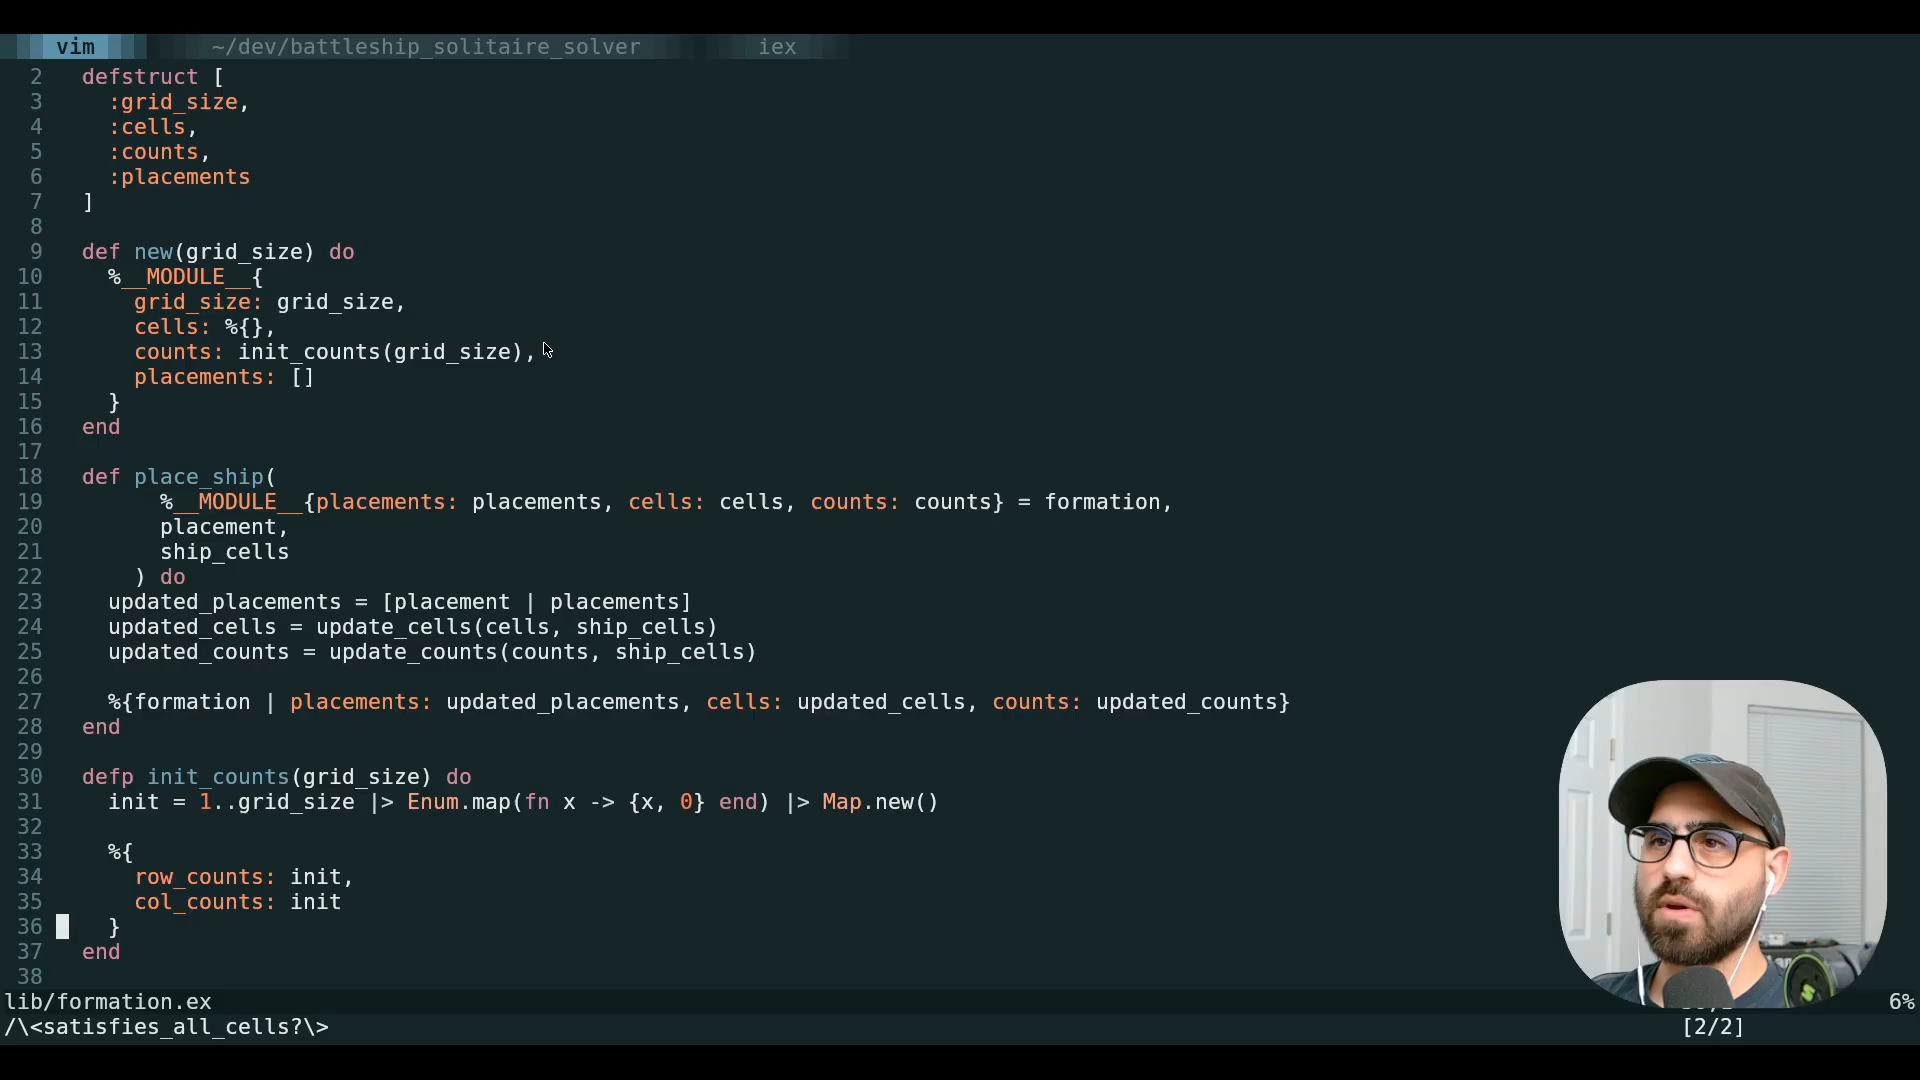 vim ~/dev/battleship_solitaire_solver iex
2 defstruct [
3 :grid_size,
4 :cells,
5 :counts,
6 :placements
7 ]
8
9 def new(grid_size) do
10 %__MODULE__{
11 grid_size: grid_size,
12 cells: %{},
13 counts: init_counts(grid_size),
14 placements: []
15 }
16 end
17
18 def place_ship(
19 %__MODULE__{placements: placements, cells: cells, counts: counts} = formation,
20 placement,
21 ship_cells
22 ) do
23 updated_placements = [placement | placements]
24 updated_cells = update_cells(cells, ship_cells)
25 updated_counts = update_counts(counts, ship_cells)
26
27 %{formation | placements: updated_placements, cells: updated_cells, counts: updated_counts}
28 end
29
30 defp init_counts(grid_size) do
31 init = 1..grid_size |> Enum.map(fn x -> {x, 0} end) |> Map.new()
32
33 %{
34 row_counts: init,
35 col_counts: init
36 }
37 end
38
lib/formation.ex 6%
/\<satisfies_all_cells?\> [2/2]